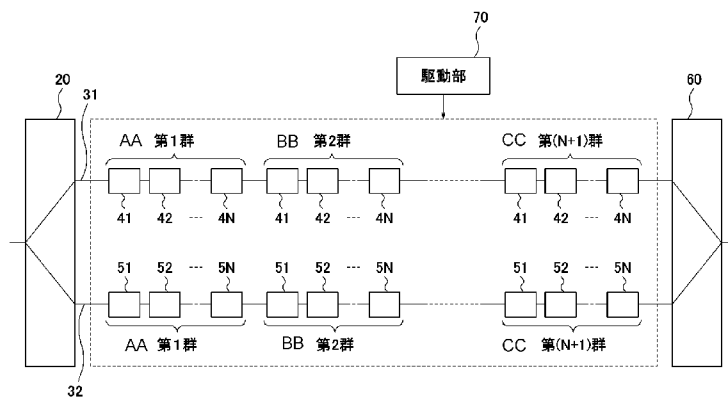 70
駆動部
20
31
60
AA 第1群
BB 第2群
CC 第(N+1)群
41 42 --- 4N 41 42 --- 4N 41 42 --- 4N
51 52 --- 5N 51 52 --- 5N 51 52 --- 5N
AA 第1群
BB 第2群
CC 第(N+1)群
32